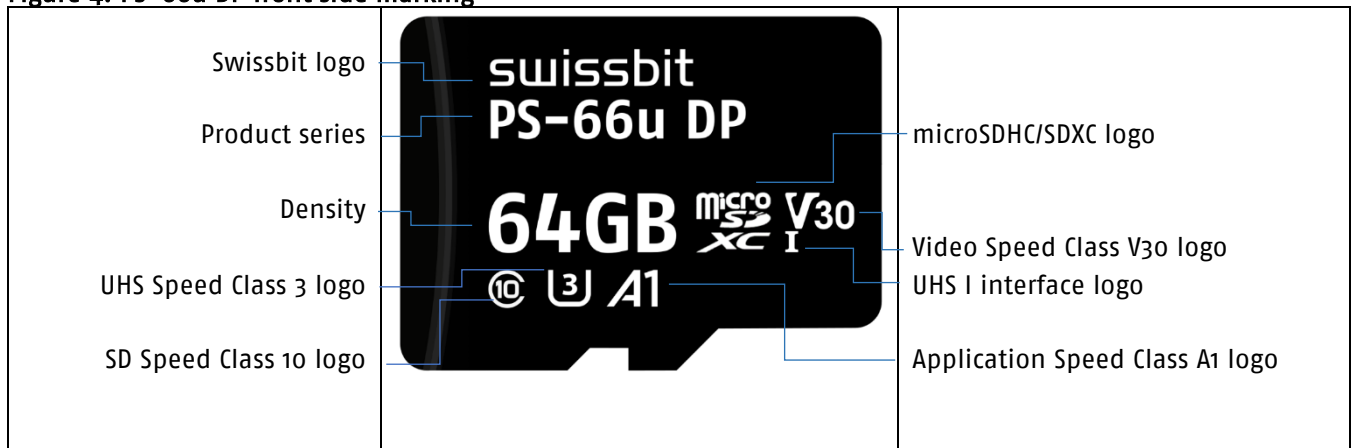 Figure 4: PS-66u DP front side marking
Swissbit logo
Product series
Density
UHS Speed Class 3 logo
SD Speed Class 10 logo
swissbit
PS-66u DP
64GB micro SD XC V30 I
10 3 A1
microSDHC/SDXC logo
Video Speed Class V30 logo
UHS I interface logo
Application Speed Class A1 logo